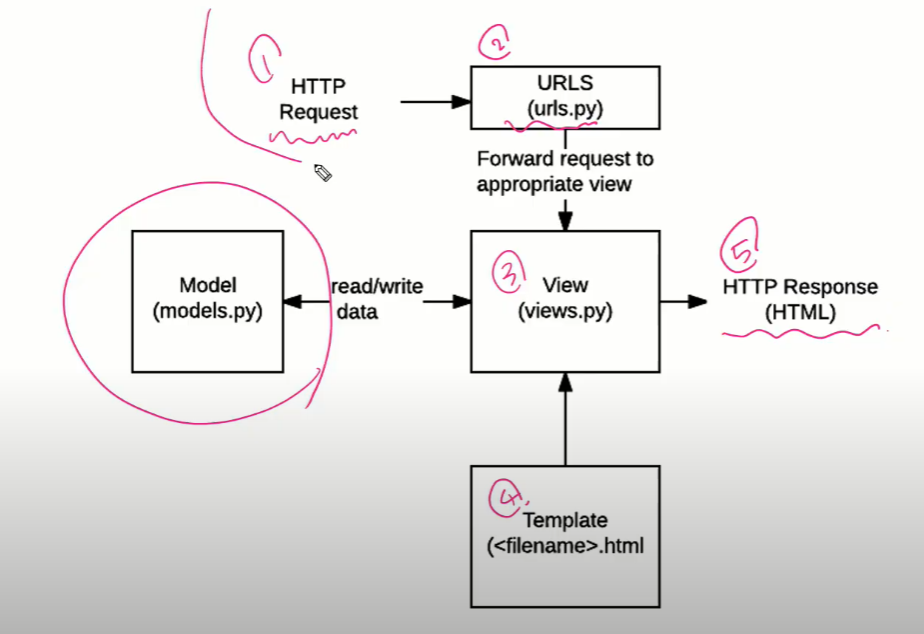 1
HTTP
Request
2
URLS
(urls.py)
Forward request to
appropriate view
Model
(models.py)
read/write
data
3
View
(views.py)
5
HTTP Response
(HTML)
4.
Template
(<filename>.html